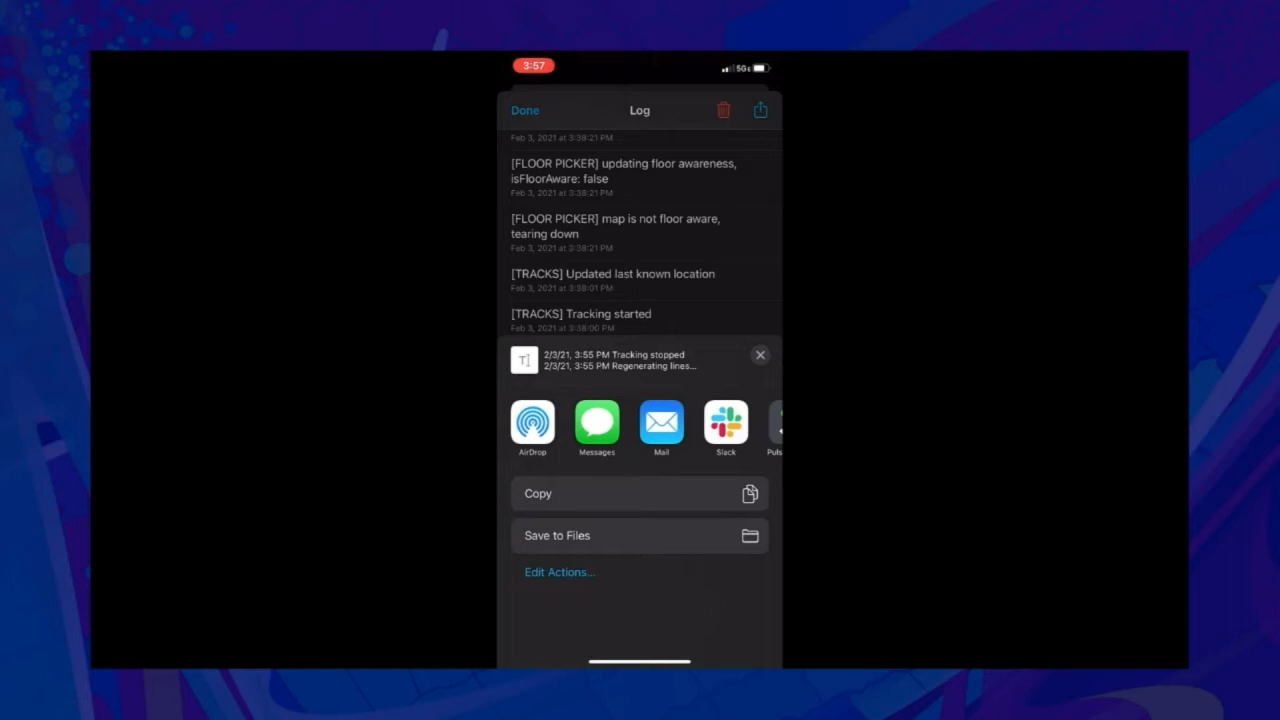 3:57
5GE
Done
Log
Feb 3, 2021 at 3:38:21 PM
[FLOOR PICKER] updating floor awareness,
isFloorAware: false
Feb 3, 2021 at 3:38:21 PM
[FLOOR PICKER] map is not floor aware,
tearing down
Feb 3, 2021 at 3:38:21 PM
[TRACKS] Updated last known location
Feb 3, 2021 at 3:38:01 PM
[TRACKS] Tracking started
Feb 3, 2021 at 3:38:00 PM
2/3/21, 3:55 PM Tracking stopped
2/3/21, 3:55 PM Regenerating lines...
AirDrop
Messages
Mail
Slack
Puls
Copy
Save to Files
Edit Actions...